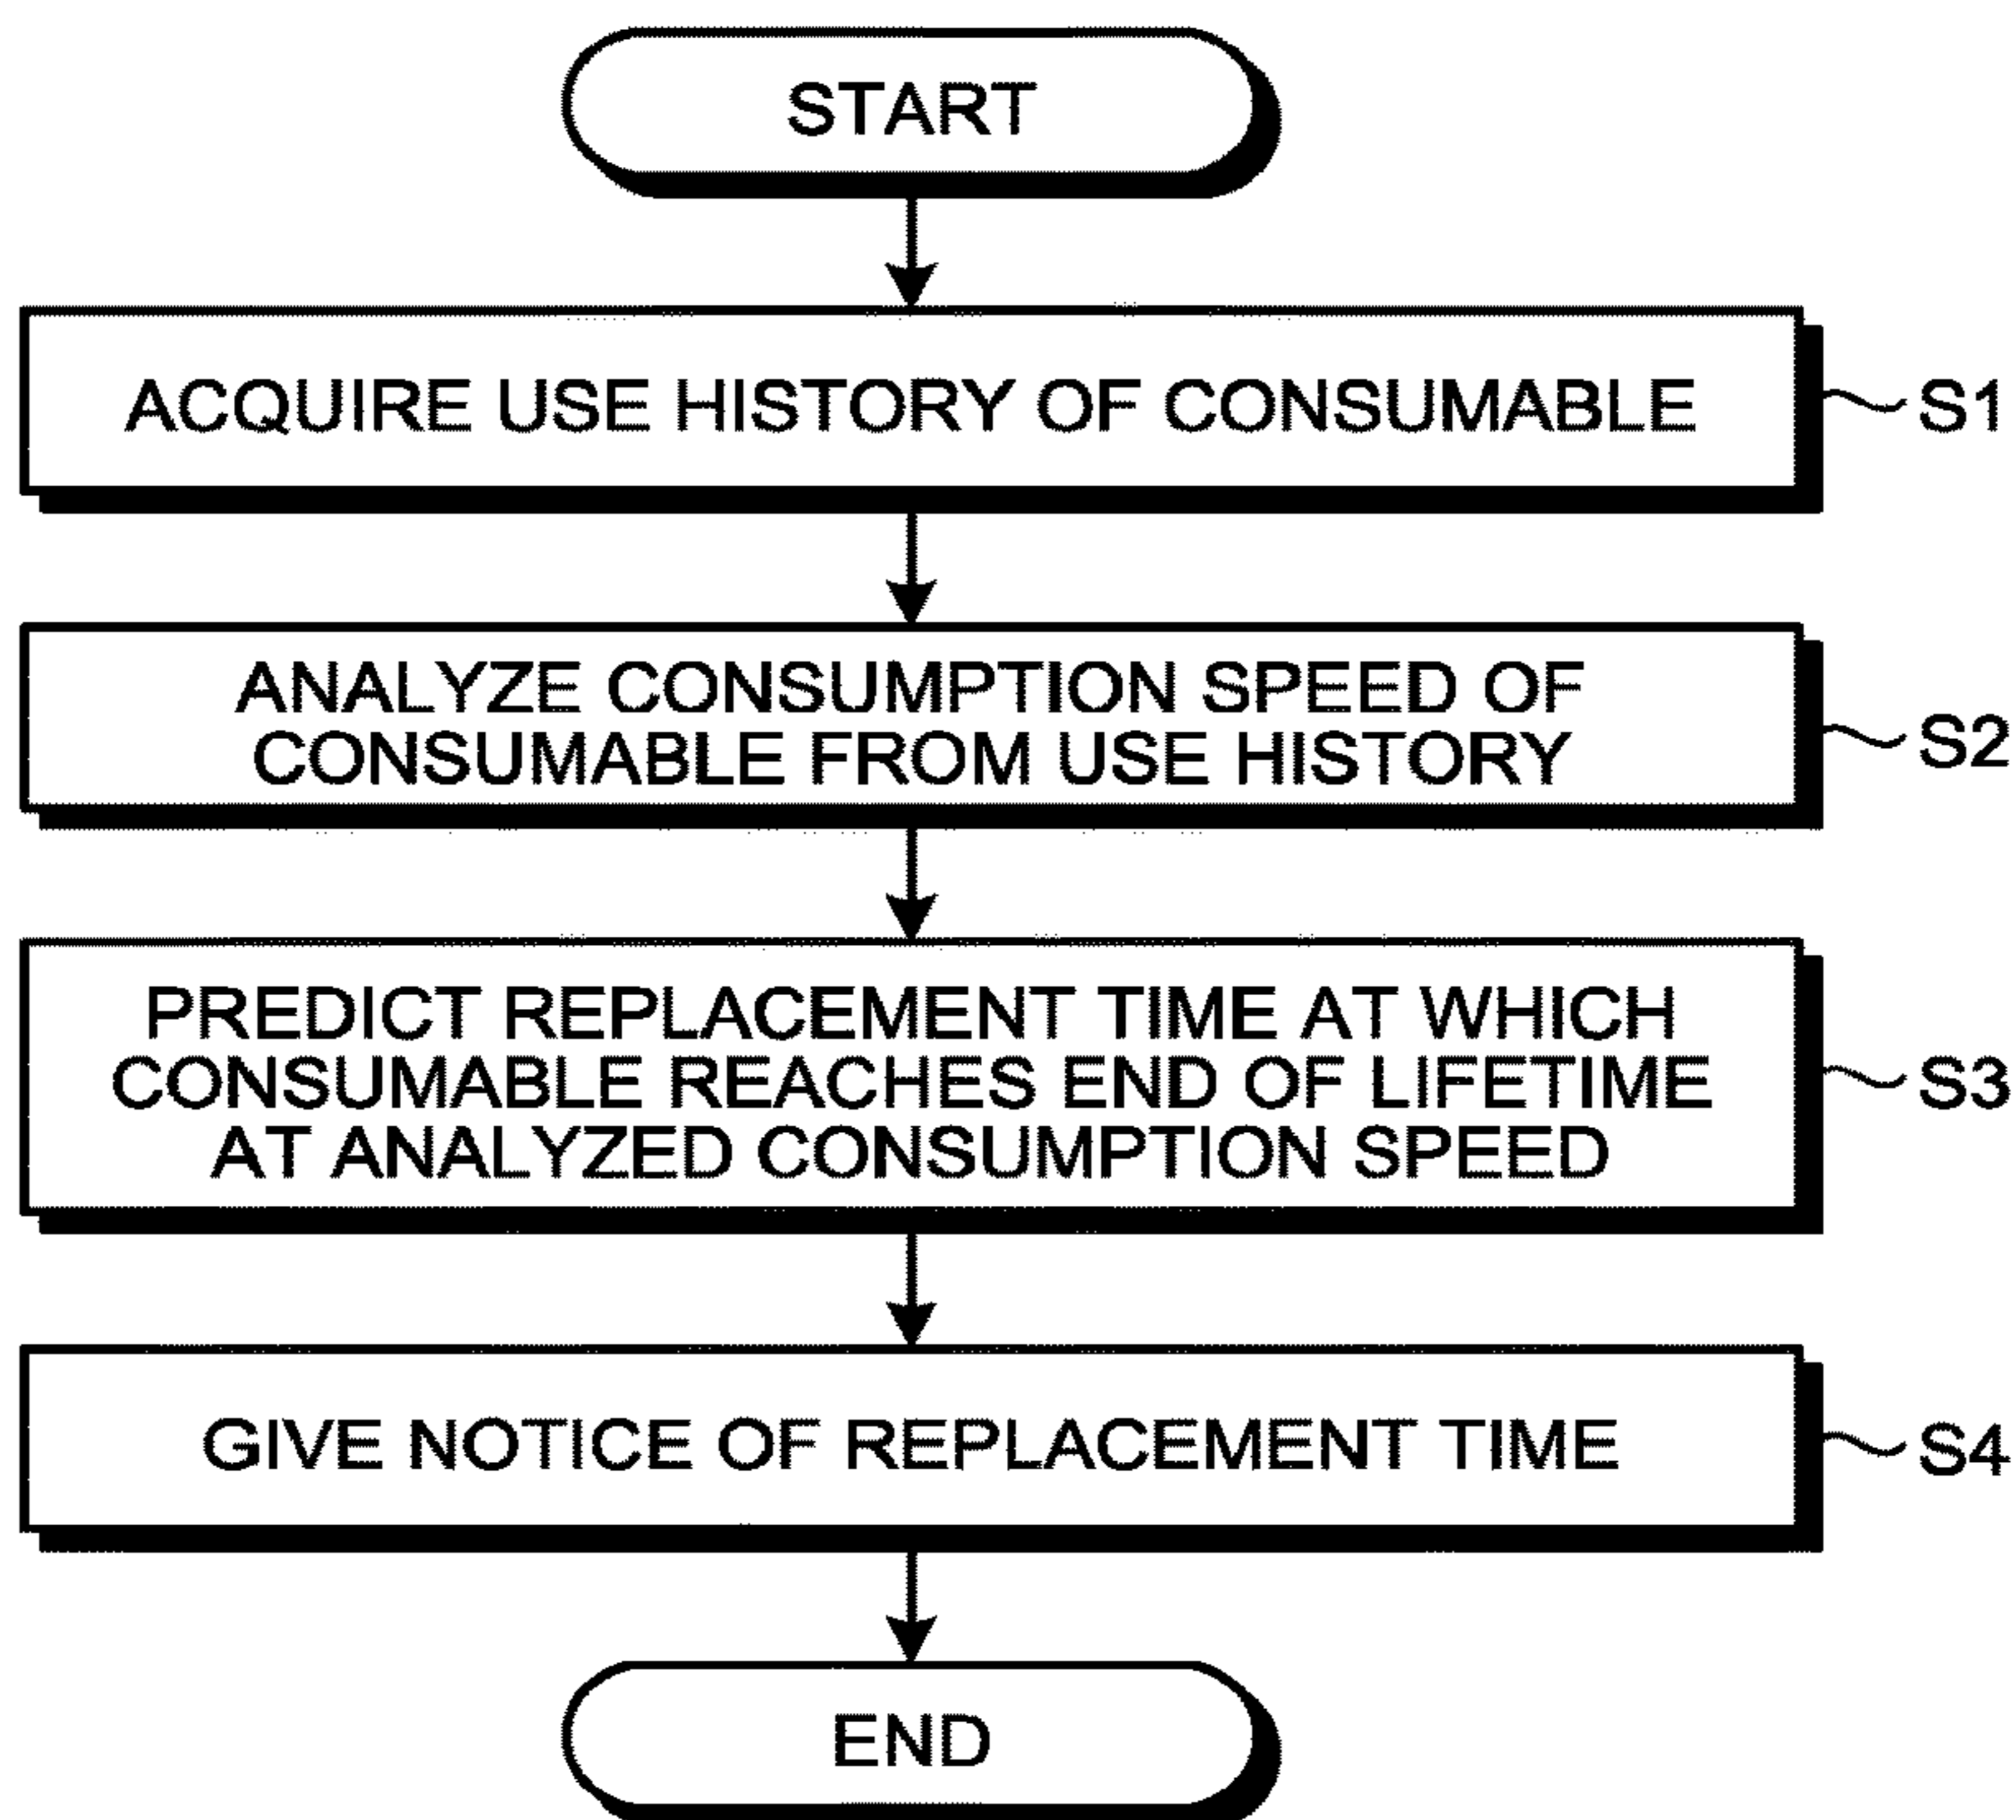 START
ACQUIRE USE HISTORY OF CONSUMABLE
S1
ANALYZE CONSUMPTION SPEED OF
CONSUMABLE FROM USE HISTORY
S2
PREDICT REPLACEMENT TIME AT WHICH
CONSUMABLE REACHES END OF LIFETIME
AT ANALYZED CONSUMPTION SPEED
S3
GIVE NOTICE OF REPLACEMENT TIME
S4
END